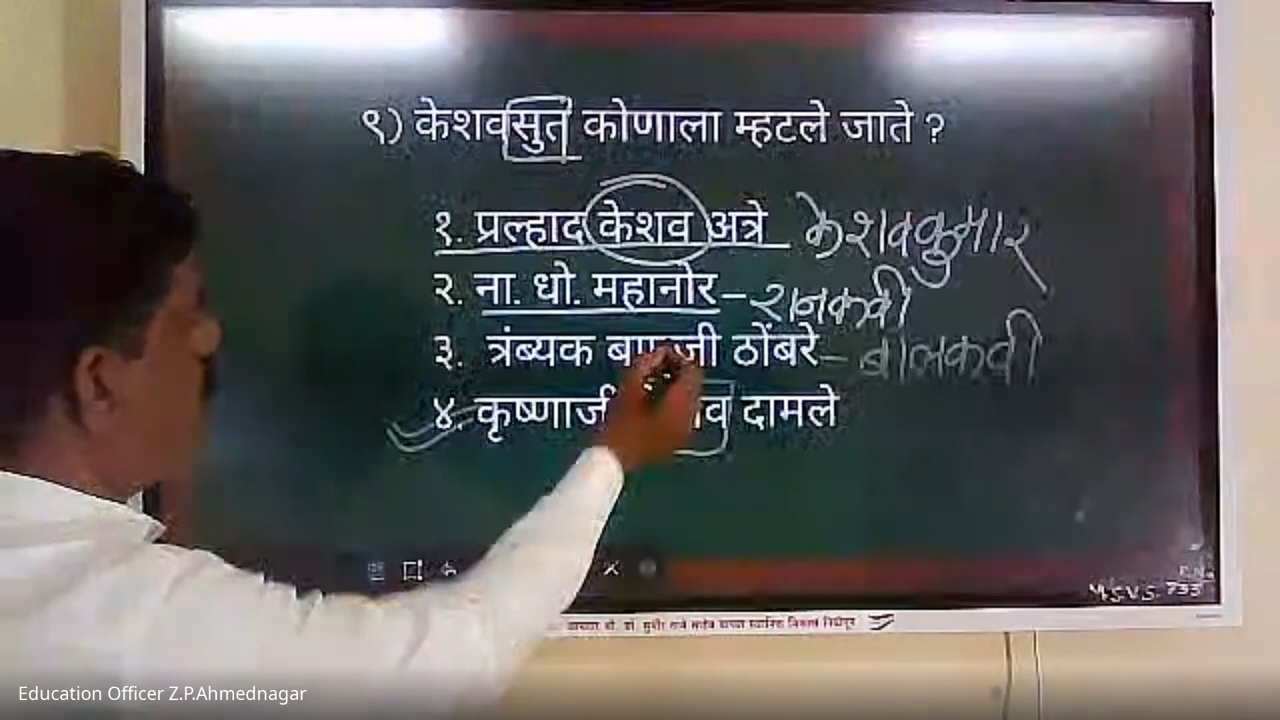 ९) केशवसुत कोणाला म्हटले जाते ?
१. प्रल्हाद केशव अत्रे केशवकुमार
२. ना. धो. महानोर – रानकवी
३. त्रंब्यक जी ठोंबरे – बालकवी
४. कृष्णाजी व दामले
M.S.V.S. 733
Education Officer Z.P.Ahmednagar